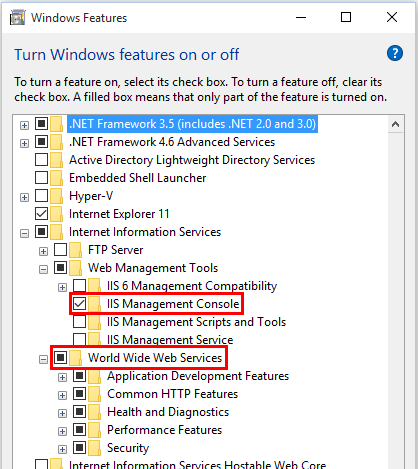 Windows Features
Turn Windows features on or off
?
To turn a feature on, select its check box. To turn a feature off, clear its
check box. A filled box means that only part of the feature is turned on.
.NET Framework 3.5 (includes .NET 2.0 and 3.0)
.NET Framework 4.6 Advanced Services
Active Directory Lightweight Directory Services
Embedded Shell Launcher
Hyper-V
Internet Explorer 11
Internet Information Services
FTP Server
Web Management Tools
IIS 6 Management Compatibility
IIS Management Console
IIS Management Scripts and Tools
IIS Management Service
World Wide Web Services
Application Development Features
Common HTTP Features
Health and Diagnostics
Performance Features
Security
Internet Information Services Hostable Web Core